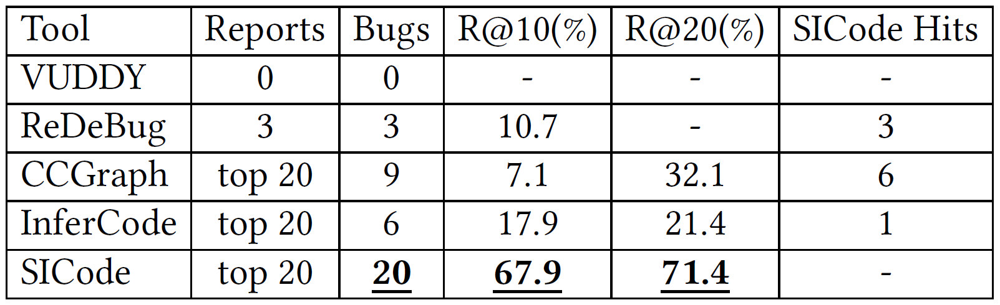 Tool Reports Bugs R@10(%) R@20(%) SICode Hits
VUDDY 0 0 - - -
ReDeBug 3 3 10.7 - 3
CCGraph top 20 9 7.1 32.1 6
InferCode top 20 6 17.9 21.4 1
SICode top 20 20 67.9 71.4 -